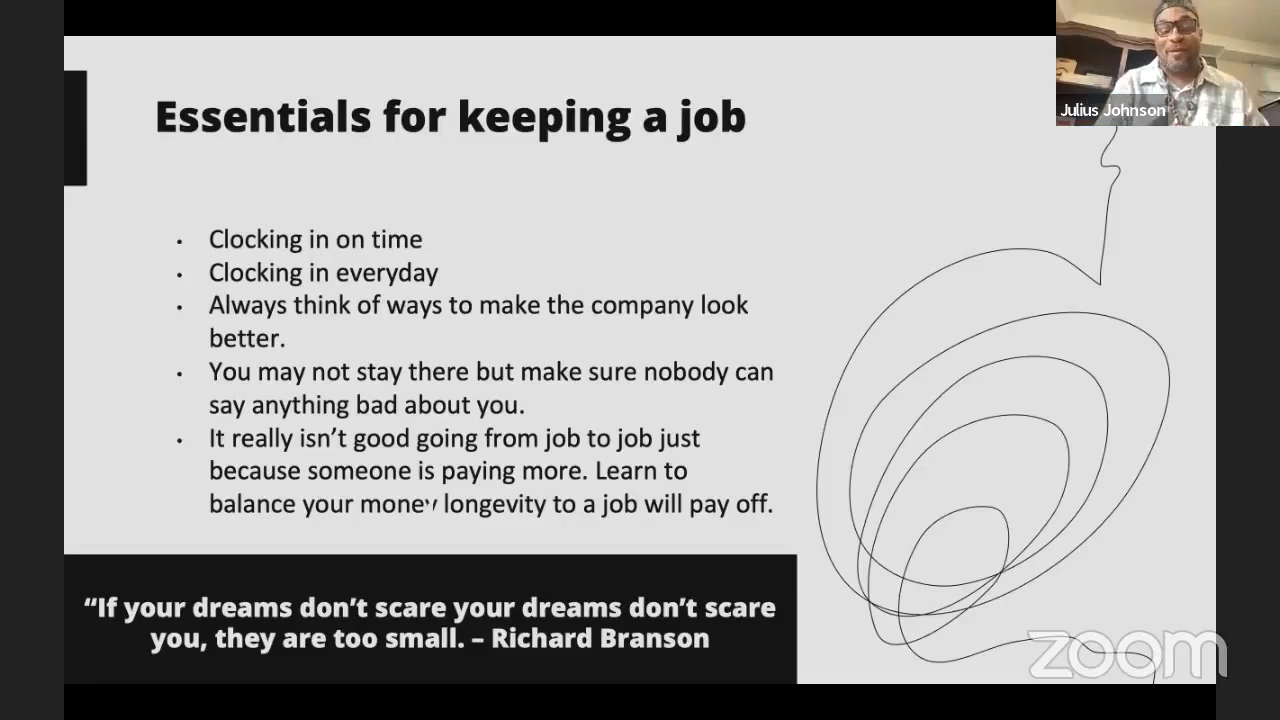 Julius Johnson
Essentials for keeping a job
• Clocking in on time
• Clocking in everyday
• Always think of ways to make the company look
better.
• You may not stay there but make sure nobody can
say anything bad about you.
• It really isn’t good going from job to job just
because someone is paying more. Learn to
balance your money longevity to a job will pay off.
“If your dreams don’t scare your dreams don’t scare
you, they are too small. – Richard Branson
zoom